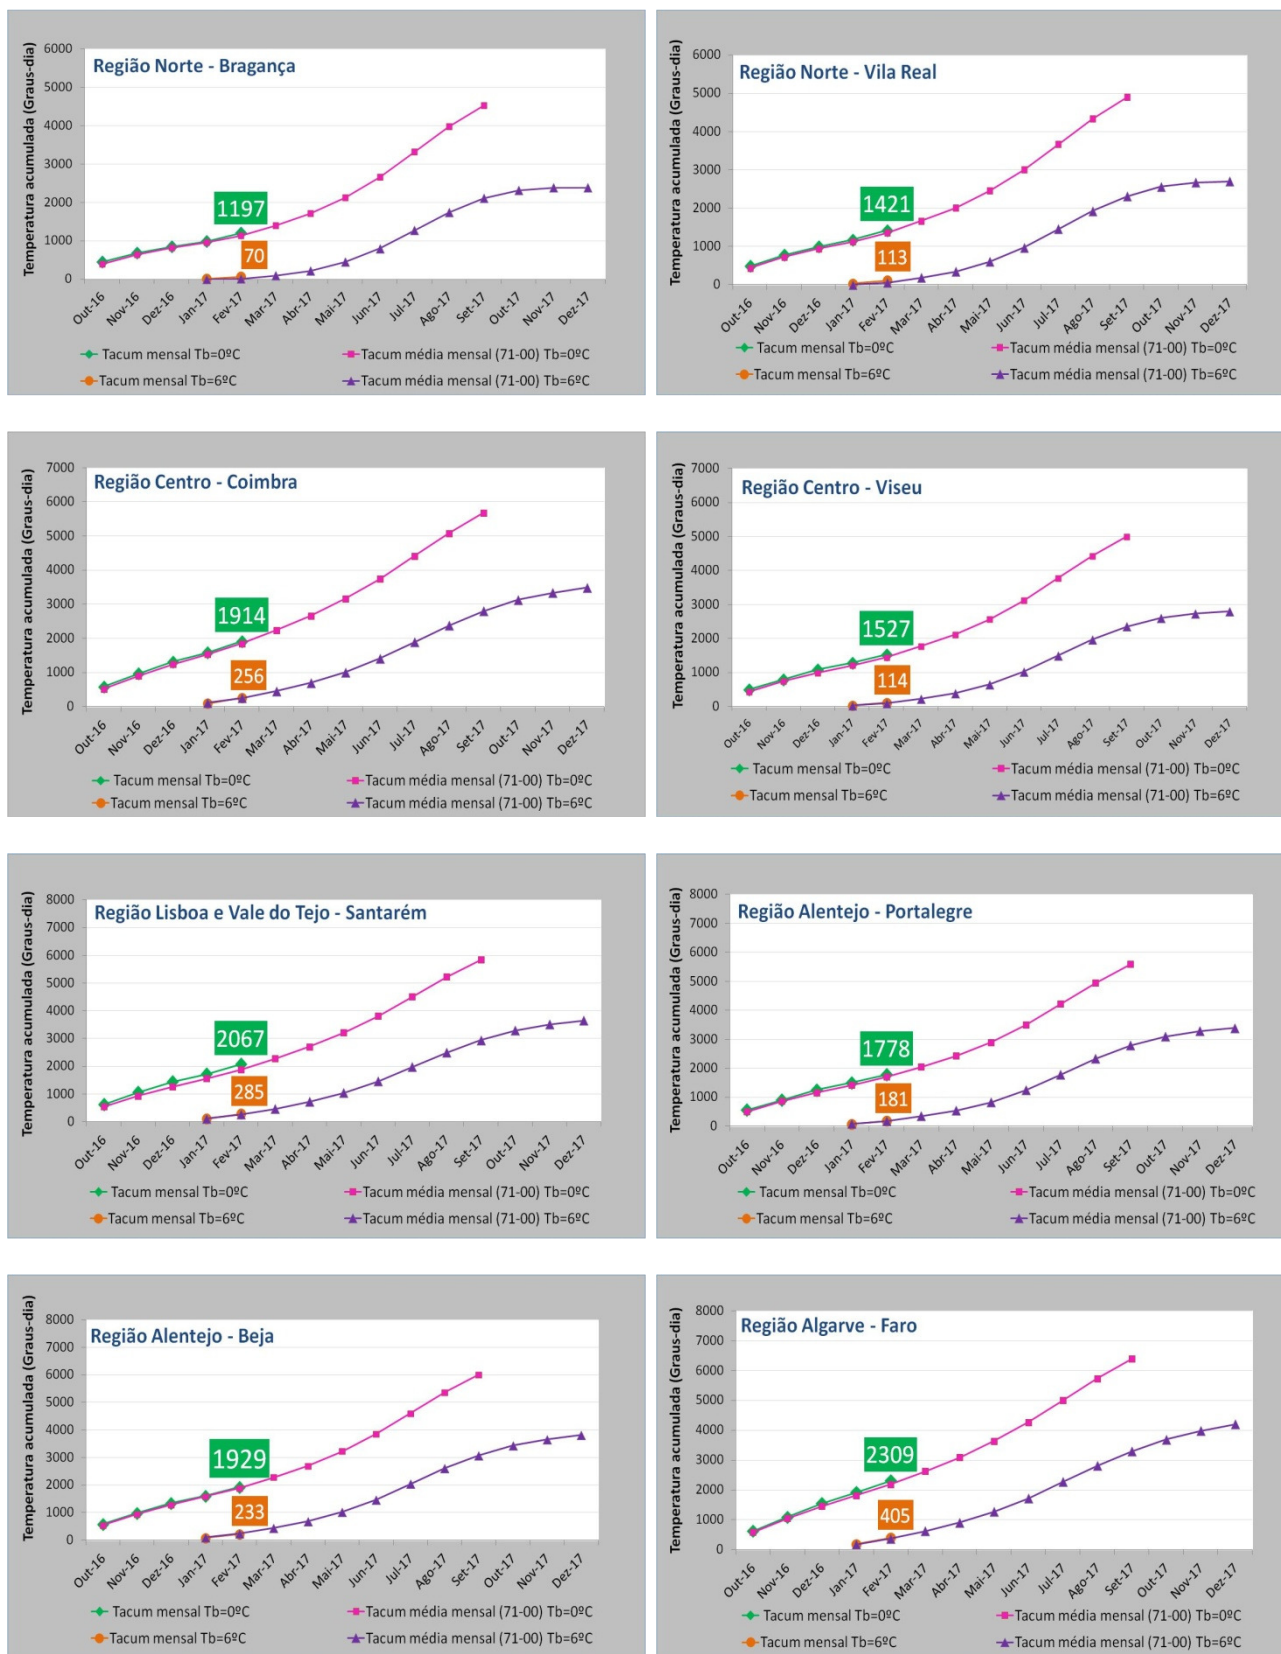 Temperatura acumulada (Graus-dia)
Região Norte - Bragança
6000
5000
4000
3000
2000
1000
0
1197
70
Out-16
Nov-16
Dez-16
Jan-17
Fev-17
Mar-17
Abr-17
Mai-17
Jun-17
Jul-17
Ago-17
Set-17
Out-17
Nov-17
Dez-17
Tacum mensal Tb=0ºC
Tacum média mensal (71-00) Tb=0ºC
Tacum mensal Tb=6ºC
Tacum média mensal (71-00) Tb=6ºC
Temperatura acumulada (Graus-dia)
Região Norte - Vila Real
6000
5000
4000
3000
2000
1000
0
1421
113
Out-16
Nov-16
Dez-16
Jan-17
Fev-17
Mar-17
Abr-17
Mai-17
Jun-17
Jul-17
Ago-17
Set-17
Out-17
Nov-17
Dez-17
Tacum mensal Tb=0ºC
Tacum média mensal (71-00) Tb=0ºC
Tacum mensal Tb=6ºC
Tacum média mensal (71-00) Tb=6ºC
Temperatura acumulada (Graus-dia)
Região Centro - Coimbra
7000
6000
5000
4000
3000
2000
1000
0
1914
256
Out-16
Nov-16
Dez-16
Jan-17
Fev-17
Mar-17
Abr-17
Mai-17
Jun-17
Jul-17
Ago-17
Set-17
Out-17
Nov-17
Dez-17
Tacum mensal Tb=0ºC
Tacum média mensal (71-00) Tb=0ºC
Tacum mensal Tb=6ºC
Tacum média mensal (71-00) Tb=6ºC
Temperatura acumulada (Graus-dia)
Região Centro - Viseu
7000
6000
5000
4000
3000
2000
1000
0
1527
114
Out-16
Nov-16
Dez-16
Jan-17
Fev-17
Mar-17
Abr-17
Mai-17
Jun-17
Jul-17
Ago-17
Set-17
Out-17
Nov-17
Dez-17
Tacum mensal Tb=0ºC
Tacum média mensal (71-00) Tb=0ºC
Tacum mensal Tb=6ºC
Tacum média mensal (71-00) Tb=6ºC
Temperatura acumulada (Graus-dia)
Região Lisboa e Vale do Tejo - Santarém
8000
7000
6000
5000
4000
3000
2000
1000
0
2067
285
Out-16
Nov-16
Dez-16
Jan-17
Fev-17
Mar-17
Abr-17
Mai-17
Jun-17
Jul-17
Ago-17
Set-17
Out-17
Nov-17
Dez-17
Tacum mensal Tb=0ºC
Tacum média mensal (71-00) Tb=0ºC
Tacum mensal Tb=6ºC
Tacum média mensal (71-00) Tb=6ºC
Temperatura acumulada (Graus-dia)
Região Alentejo - Portalegre
8000
7000
6000
5000
4000
3000
2000
1000
0
1778
181
Out-16
Nov-16
Dez-16
Jan-17
Fev-17
Mar-17
Abr-17
Mai-17
Jun-17
Jul-17
Ago-17
Set-17
Out-17
Nov-17
Dez-17
Tacum mensal Tb=0ºC
Tacum média mensal (71-00) Tb=0ºC
Tacum mensal Tb=6ºC
Tacum média mensal (71-00) Tb=6ºC
Temperatura acumulada (Graus-dia)
Região Alentejo - Beja
8000
7000
6000
5000
4000
3000
2000
1000
0
1929
233
Out-16
Nov-16
Dez-16
Jan-17
Fev-17
Mar-17
Abr-17
Mai-17
Jun-17
Jul-17
Ago-17
Set-17
Out-17
Nov-17
Dez-17
Tacum mensal Tb=0ºC
Tacum média mensal (71-00) Tb=0ºC
Tacum mensal Tb=6ºC
Tacum média mensal (71-00) Tb=6ºC
Temperatura acumulada (Graus-dia)
Região Algarve - Faro
8000
7000
6000
5000
4000
3000
2000
1000
0
2309
405
Out-16
Nov-16
Dez-16
Jan-17
Fev-17
Mar-17
Abr-17
Mai-17
Jun-17
Jul-17
Ago-17
Set-17
Out-17
Nov-17
Dez-17
Tacum mensal Tb=0ºC
Tacum média mensal (71-00) Tb=0ºC
Tacum mensal Tb=6ºC
Tacum média mensal (71-00) Tb=6ºC